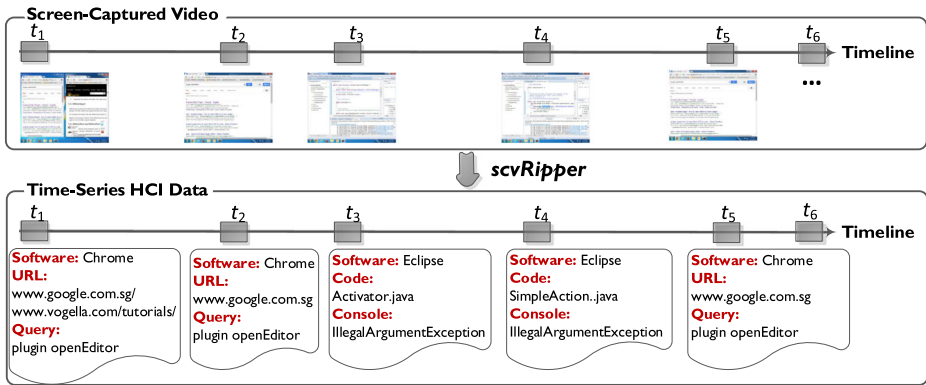 Screen-Captured Video
t1 t2 t3 t4 t5 t6
Timeline
...
scvRipper
Time-Series HCI Data
t1 t2 t3 t4 t5 t6
Timeline
Software: Chrome
URL:
www.google.com.sg/
www.vogella.com/tutorials/
Query:
plugin openEditor
Software: Chrome
URL:
www.google.com.sg
Query:
plugin openEditor
Software: Eclipse
Code:
Activator.java
Console:
IllegalArgumentException
Software: Eclipse
Code:
SimpleAction..java
Console:
IllegalArgumentException
Software: Chrome
URL:
www.google.com.sg
Query:
plugin openEditor